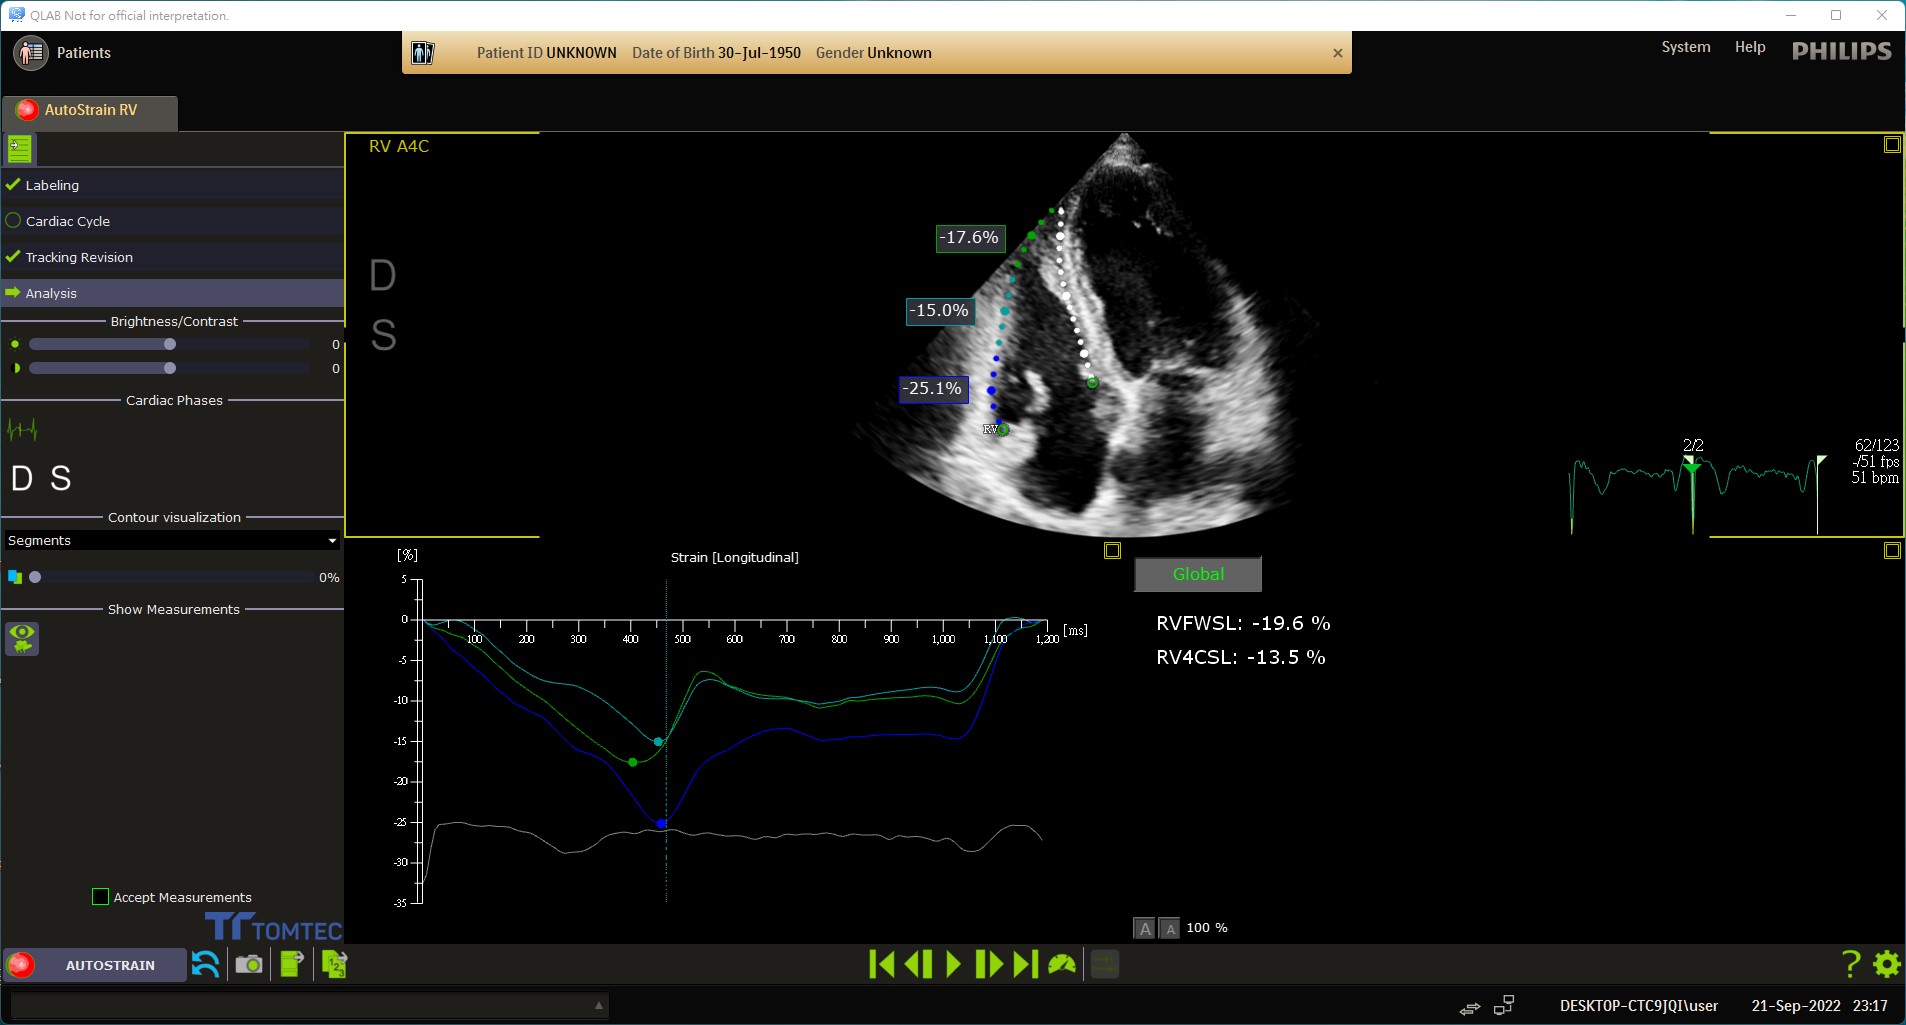 QLAB Not for official interpretation.
Patients
Patient ID UNKNOWN Date of Birth 30-Jul-1950 Gender Unknown
System Help PHILIPS
AutoStrain RV
Labeling
Cardiac Cycle
Tracking Revision
Analysis
Brightness/Contrast
0
0
Cardiac Phases
D S
Contour visualization
Segments
0%
Show Measurements
Accept Measurements
TOMTEC
RV A4C
D
S
-17.6%
-15.0%
-25.1%
RV
2/2
62/123
-/51 fps
51 bpm
[%]
Strain [Longitudinal]
5
0
-5
-10
-15
-20
-25
-30
-35
100 200 300 400 500 600 700 800 900 1,000 1,100 1,200 [ms]
Global
RVFWSL: -19.6 %
RV4CSL: -13.5 %
A A 100 %
AUTOSTRAIN
1 2 3
?
DESKTOP-CTC9JQI\user 21-Sep-2022 23:17